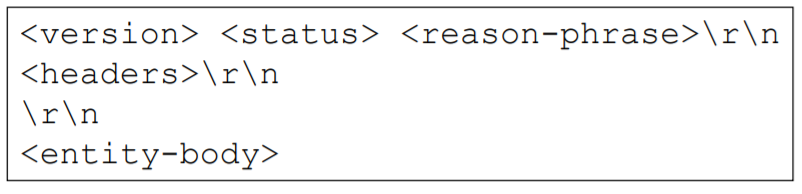 <version> <status> <reason-phrase>\r\n
<headers>\r\n
\r\n
<entity-body>